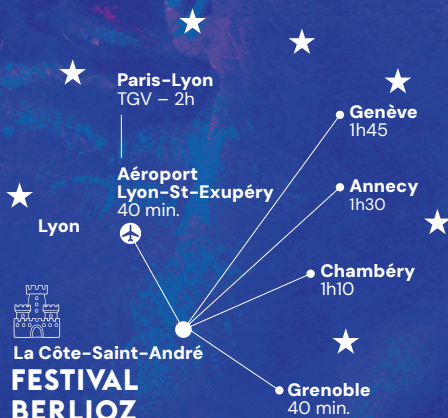 Paris-Lyon
TGV – 2h
Genève
1h45
Aéroport
Lyon-St-Exupéry
40 min.
Annecy
1h30
Lyon
Chambéry
1h10
La Côte-Saint-André
FESTIVAL
BERLIOZ
Grenoble
40 min.